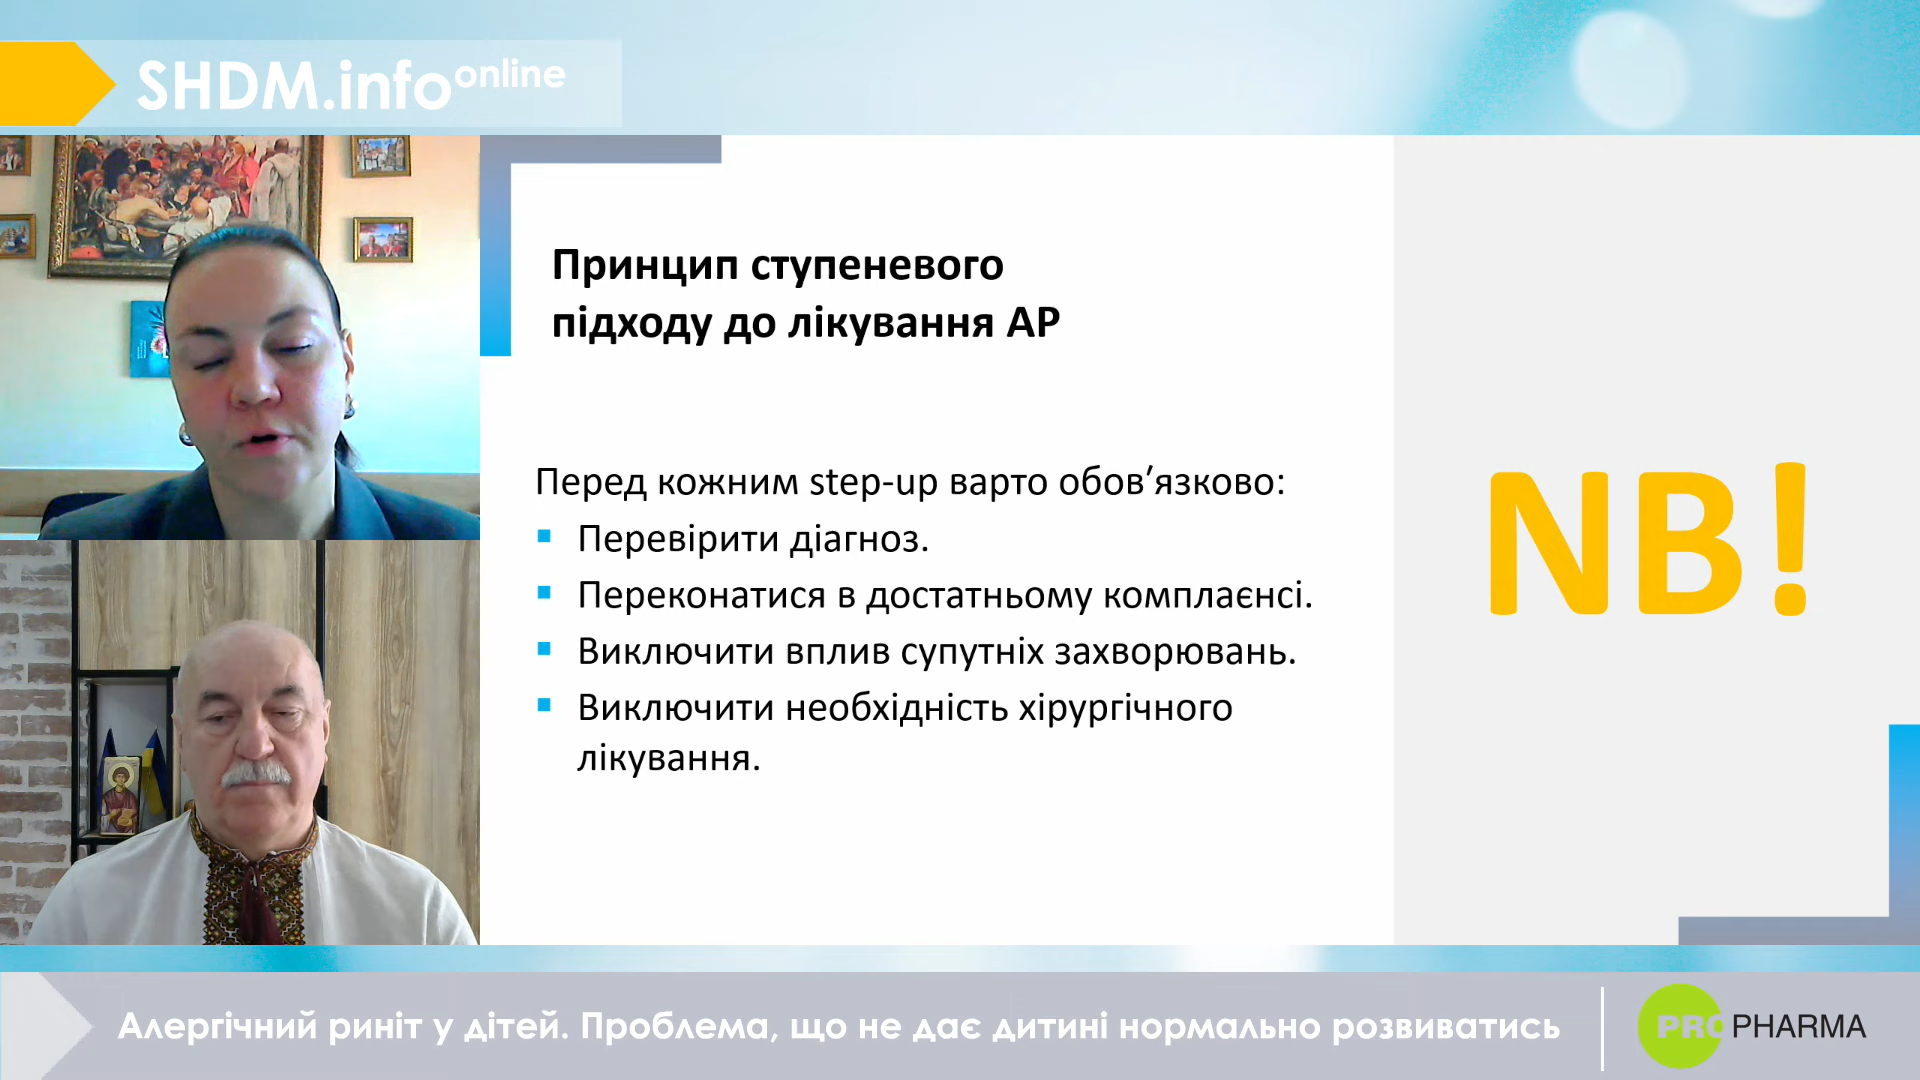 SHDM.info online
Принцип ступеневого
підходу до лікування АР
Перед кожним step-up варто обов’язково:
Перевірити діагноз.
Переконатися в достатньому комплаєнсі.
Виключити вплив супутніх захворювань.
Виключити необхідність хірургічного
лікування.
NB!
Алергічний риніт у дітей. Проблема, що не дає дитині нормально розвиватись
PRO PHARMA